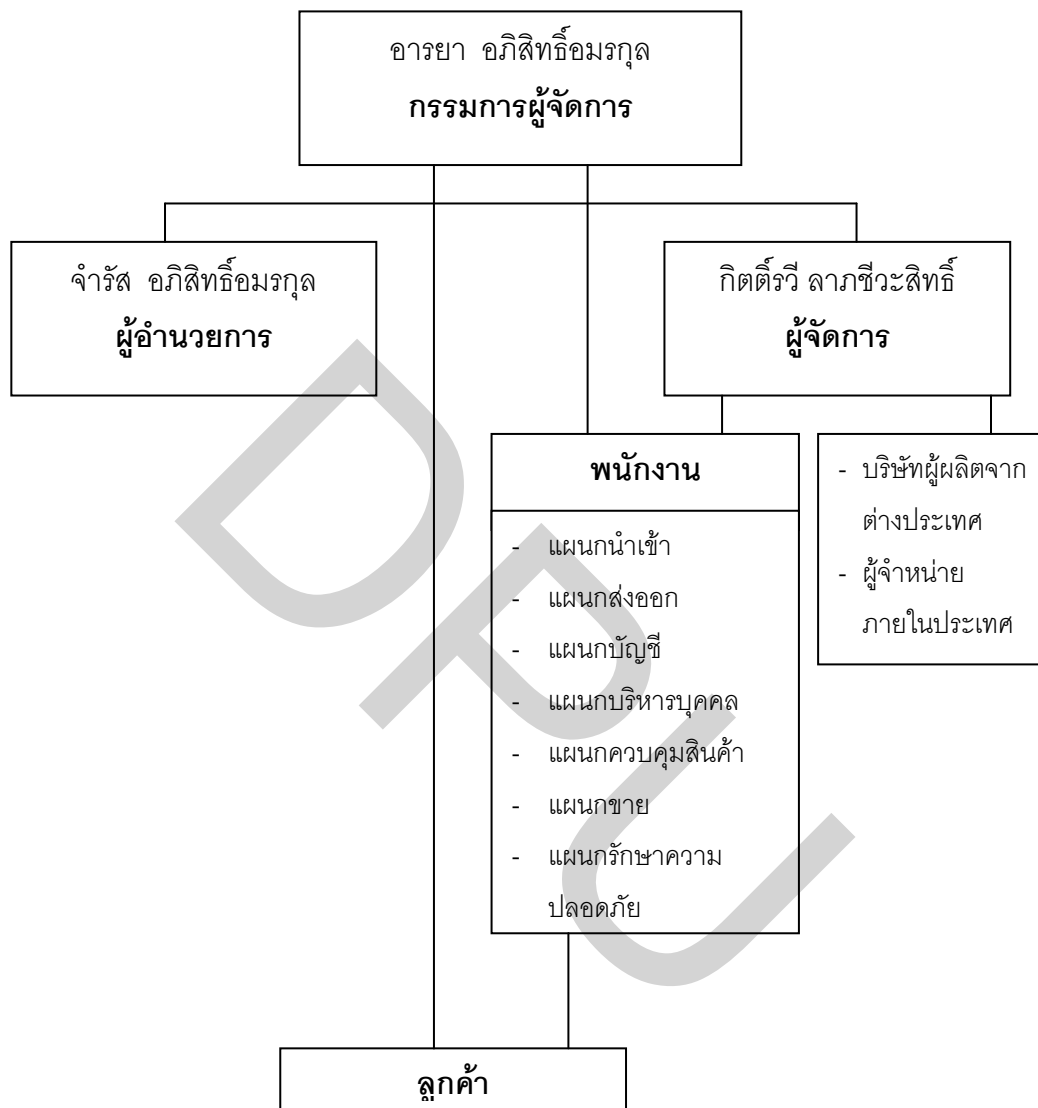 อารยา อภิสิทธิ์อมรกุล
กรรมการผู้จัดการ
จำรัส อภิสิทธิ์อมรกุล
ผู้อำนวยการ
กิตติ์รวี ลาภชีวะสิทธิ์
ผู้จัดการ
พนักงาน
- แผนกนำเข้า
- แผนกส่งออก
- แผนกบัญชี
- แผนกบริหารบุคคล
- แผนกควบคุมสินค้า
- แผนกขาย
- แผนกรักษาความ
ปลอดภัย
- บริษัทผู้ผลิตจาก
ต่างประเทศ
- ผู้จำหน่าย
ภายในประเทศ
ลูกค้า
DPU